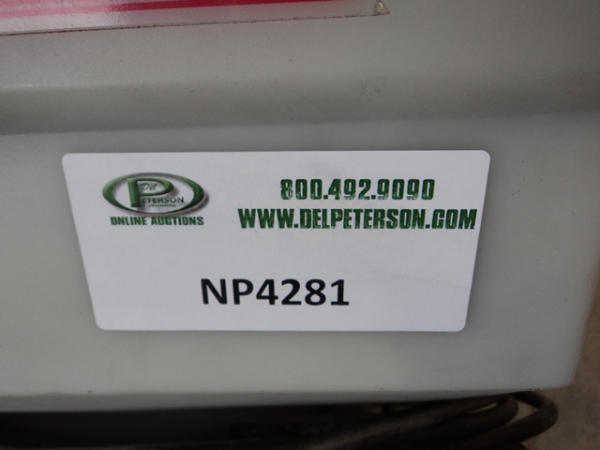 Del
PETERSON
ONLINE AUCTIONS
800.492.9090
WWW.DELPETERSON.COM
NP4281